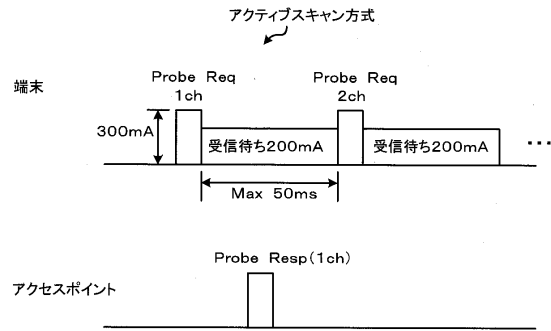 アクティブスキャン方式
端末
Probe Req
1ch
Probe Req
2ch
300mA
受信待ち200mA
受信待ち200mA
･･･
Max 50ms
Probe Resp(1ch)
アクセスポイント